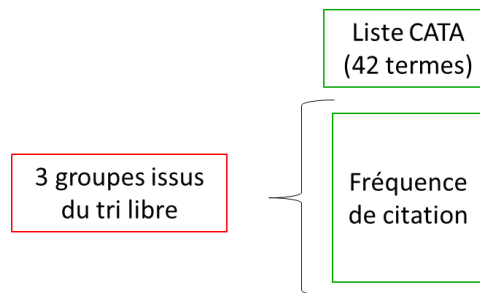 Liste CATA
(42 termes)
3 groupes issus
du tri libre
Fréquence
de citation